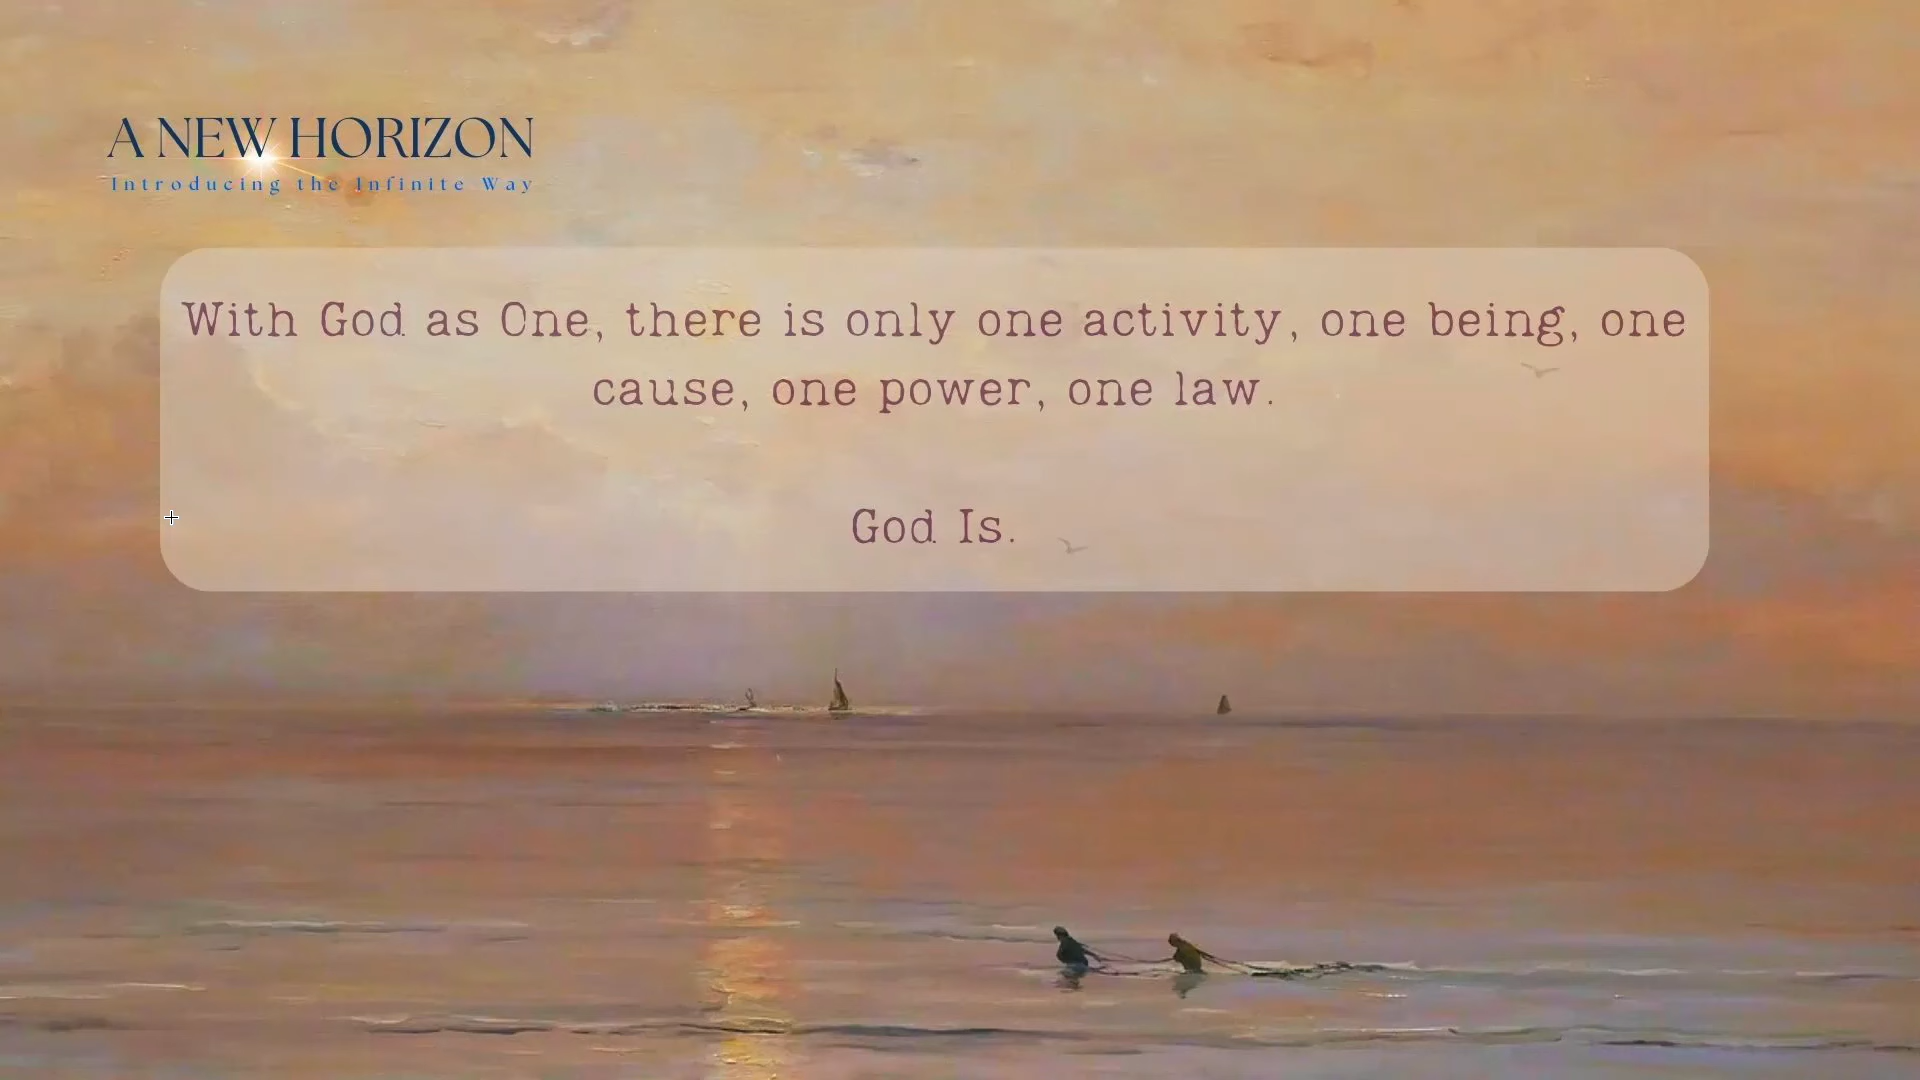 A NEW HORIZON
Introducing the Infinite Way
With God as One, there is only one activity, one being, one
cause, one power, one law.
God Is.